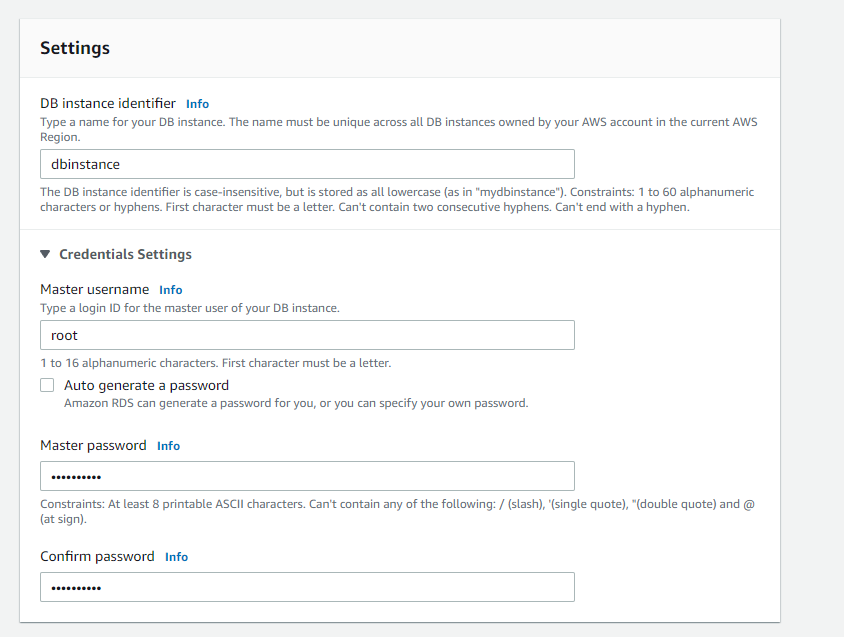 Settings
DB instance identifier Info
Type a name for your DB instance. The name must be unique across all DB instances owned by your AWS account in the current AWS
Region.
dbinstance
The DB instance identifier is case-insensitive, but is stored as all lowercase (as in "mydbinstance"). Constraints: 1 to 60 alphanumeric
characters or hyphens. First character must be a letter. Can't contain two consecutive hyphens. Can't end with a hyphen.
Credentials Settings
Master username Info
Type a login ID for the master user of your DB instance.
root
1 to 16 alphanumeric characters. First character must be a letter.
Auto generate a password
Amazon RDS can generate a password for you, or you can specify your own password.
Master password Info
••••••••••
Constraints: At least 8 printable ASCII characters. Can't contain any of the following: / (slash), '(single quote), "(double quote) and @
(at sign).
Confirm password Info
••••••••••